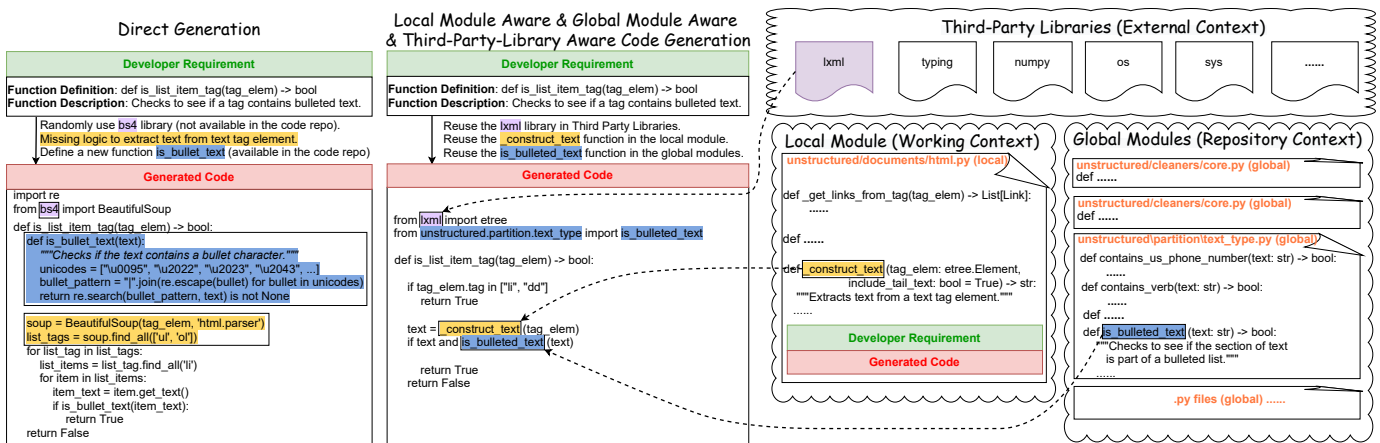 Direct Generation
Developer Requirement
Function Definition: def is_list_item_tag(tag_elem) -> bool
Function Description: Checks to see if a tag contains bulleted text.
Randomly use bs4 library (not available in the code repo).
Missing logic to extract text from text tag element.
Define a new function is_bullet_text (available in the code repo)
Generated Code
import re
from bs4 import BeautifulSoup
def is_list_item_tag(tag_elem) -> bool:
def is_bullet_text(text):
"""Checks if the text contains a bullet character."""
unicodes = ["\u0095", "\u2022", "\u2023", "\u2043", ...]
bullet_pattern = "|".join(re.escape(bullet) for bullet in unicodes)
return re.search(bullet_pattern, text) is not None
soup = BeautifulSoup(tag_elem, 'html.parser')
list_tags = soup.find_all(['ul', 'ol'])
for list_tag in list_tags:
list_items = list_tag.find_all('li')
for item in list_items:
item_text = item.get_text()
if is_bullet_text(item_text):
return True
return False
Local Module Aware & Global Module Aware
& Third-Party-Library Aware Code Generation
Developer Requirement
Function Definition: def is_list_item_tag(tag_elem) -> bool
Function Description: Checks to see if a tag contains bulleted text.
Reuse the lxml library in Third Party Libraries.
Reuse the _construct_text function in the local module.
Reuse the is_bulleted_text function in the global modules.
Generated Code
from lxml import etree
from unstructured.partition.text_type import is_bulleted_text
def is_list_item_tag(tag_elem) -> bool:
if tag_elem.tag in ["li", "dd"]
return True
text = _construct_text (tag_elem)
if text and is_bulleted_text (text)
return True
return False
Third-Party Libraries (External Context)
lxml
typing
numpy
os
sys
......
Local Module (Working Context)
unstructured/documents/html.py (local)
def _get_links_from_tag(tag_elem) -> List[Link]:
......
def ......
def _construct_text (tag_elem: etree.Element,
include_tail_text: bool = True) -> str:
"""Extracts text from a text tag element."""
......
Developer Requirement
Generated Code
Global Modules (Repository Context)
unstructured/cleaners/core.py (global)
def ......
unstructured/cleaners/core.py (global)
def ......
unstructured\partition\text_type.py (global)
def contains_us_phone_number(text: str) -> bool:
......
def contains_verb(text: str) -> bool:
......
def ......
def is_bulleted_text (text: str) -> bool:
"""Checks to see if the section of text
is part of a bulleted list."""
......
.py files (global) ......